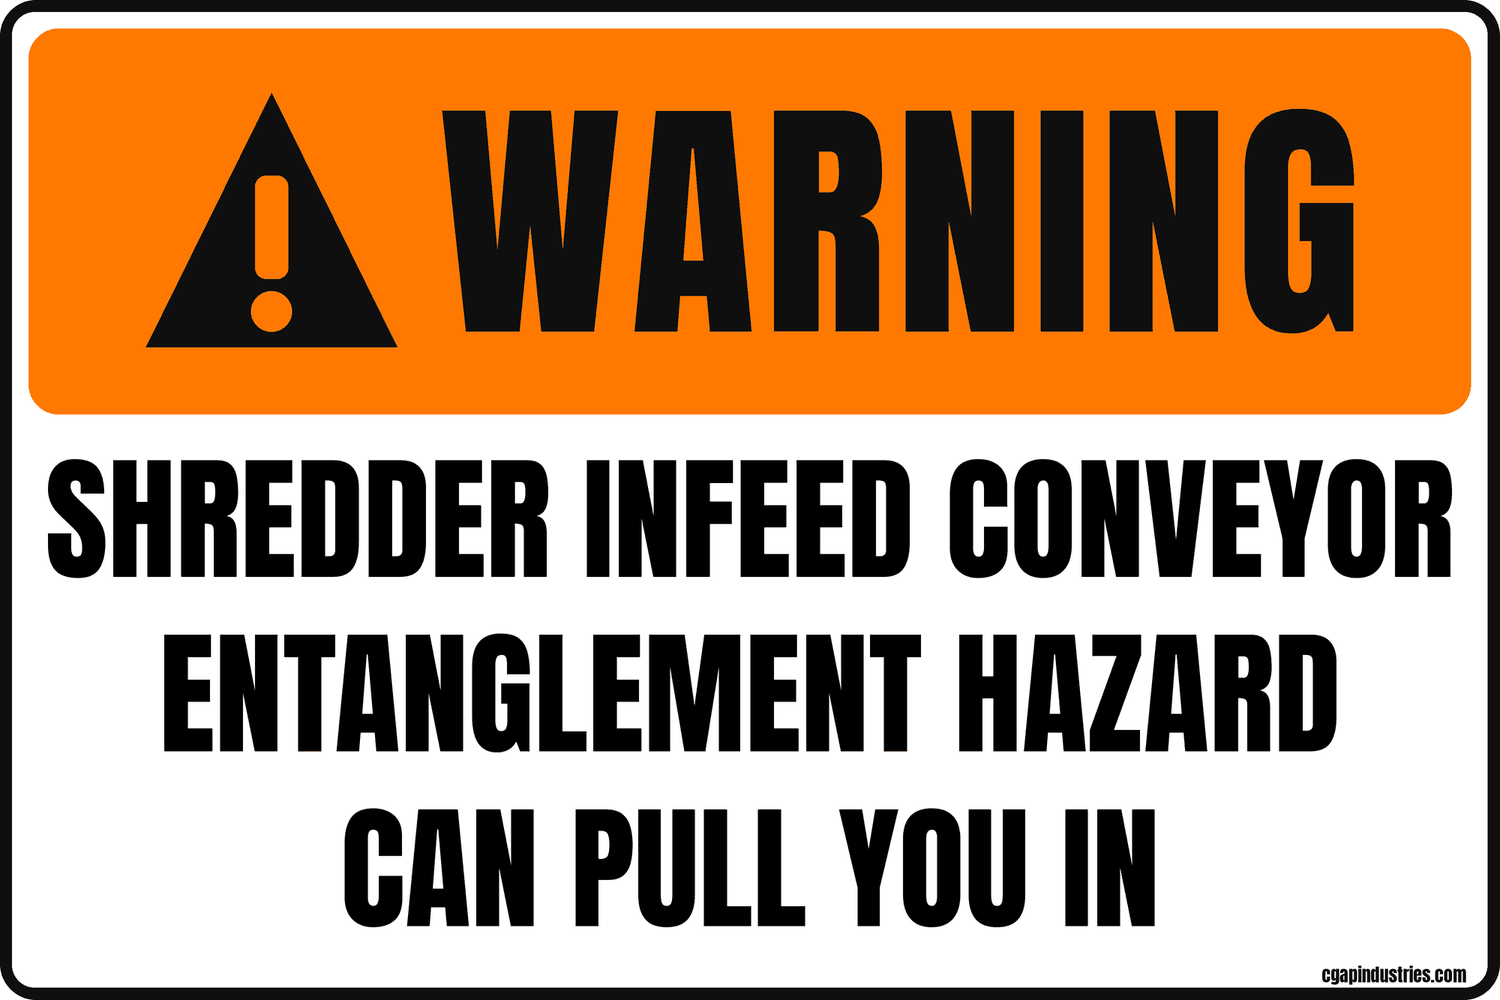 WARNING
SHREDDER INFEED CONVEYOR
ENTANGLEMENT HAZARD
CAN PULL YOU IN
cgapindustries.com